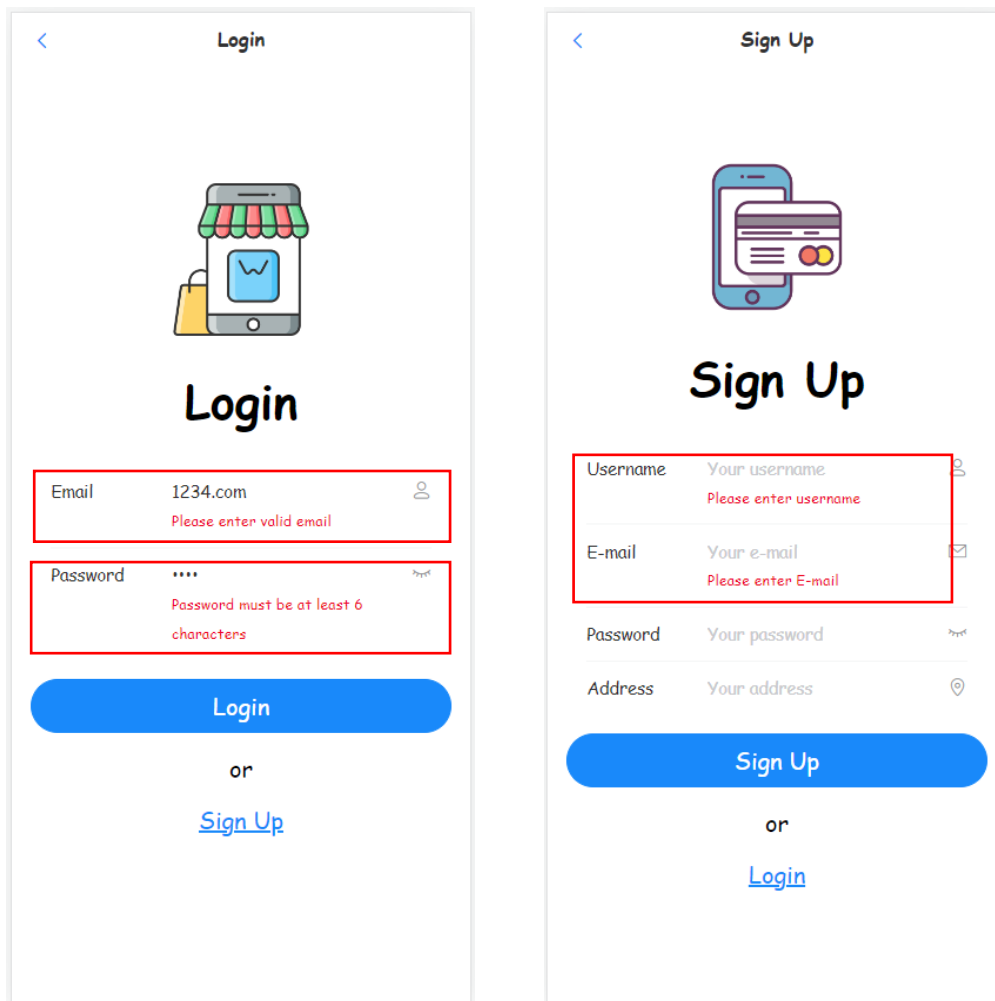 Login
Login
Email 1234.com
Please enter valid email
Password ••••
Password must be at least 6
characters
Login
or
Sign Up
Sign Up
Sign Up
Username Your username
Please enter username
E-mail Your e-mail
Please enter E-mail
Password Your password
Address Your address
Sign Up
or
Login